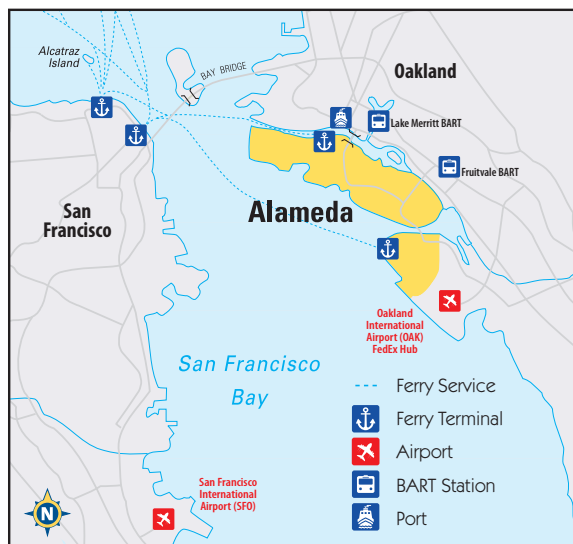 Alcatraz
Island
BAY BRIDGE
Oakland
Lake Merritt BART
Fruitvale BART
San
Francisco
Alameda
Oakland
International
Airport (OAK)
FedEx Hub
San Francisco
Bay
Ferry Service
Ferry Terminal
Airport
BART Station
Port
San Francisco
International
Airport (SFO)
N